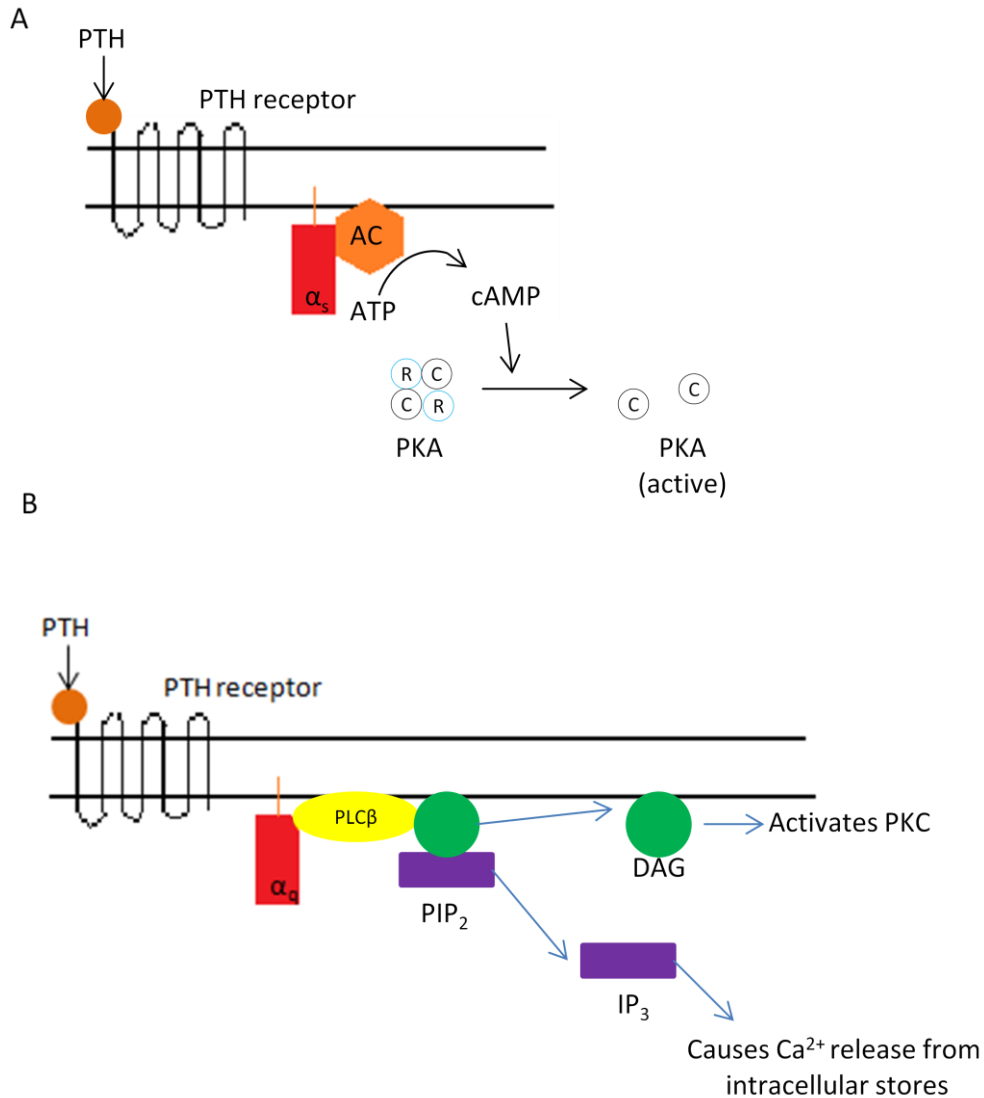 A
PTH
PTH receptor
AC
αs
ATP
cAMP
R C
C R
C
C
PKA
PKA
(active)
B
PTH
PTH receptor
PLCβ
αq
Activates PKC
DAG
PIP2
IP3
Causes Ca2+ release from
intracellular stores